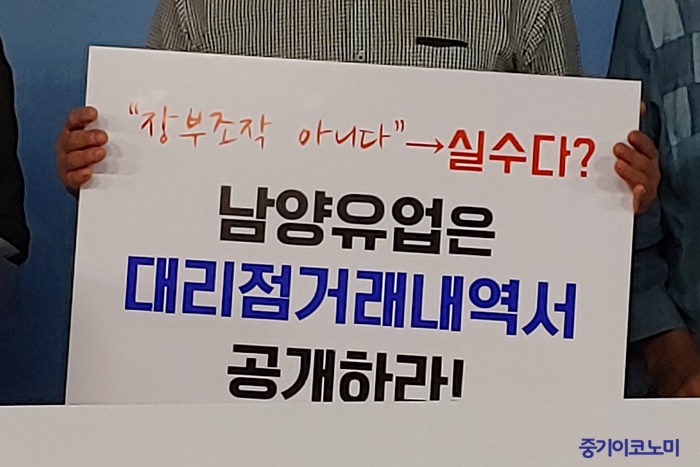 “장부조작 아니다”→실수다?
남양유업은
대리점거래내역서
공개하라!
중기이코노미